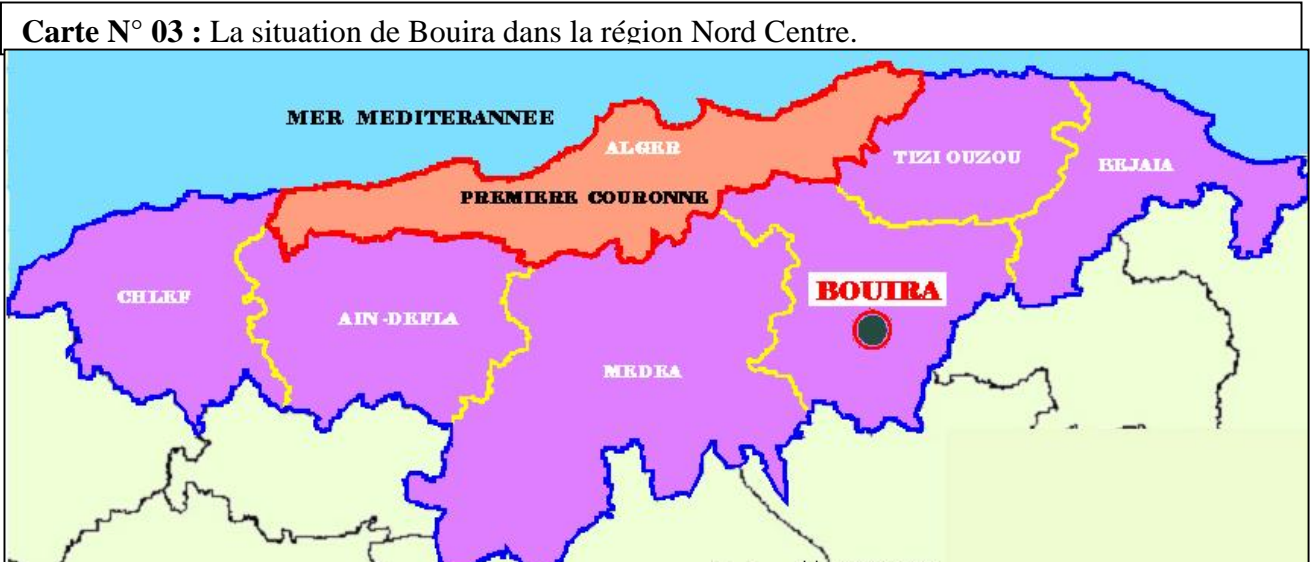 Carte N° 03 : La situation de Bouira dans la région Nord Centre.
MER MEDITERANNEE
ALGER
TIZI OUZOU
BEJAIA
PREMIERE COURONNE
BOUIRA
CHLEF
AIN-DEFLA
MEDEA